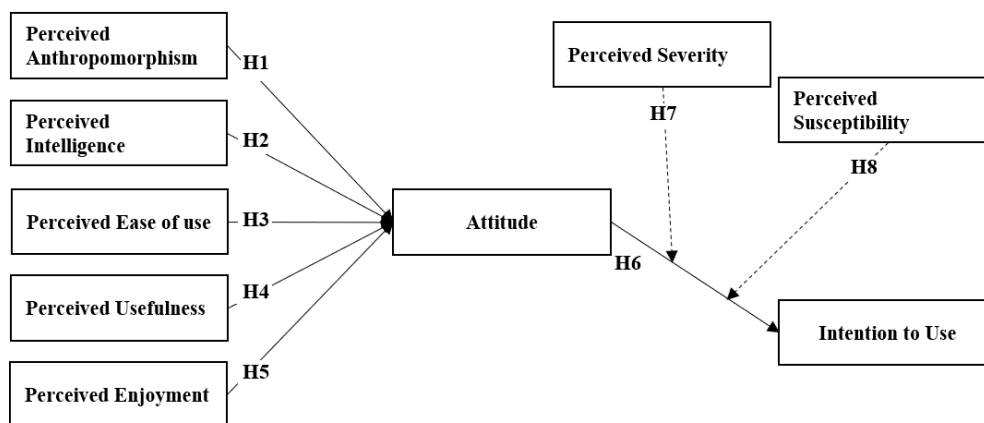 Perceived
Anthropomorphism
H1
Perceived
Intelligence
H2
Perceived Ease of use
H3
Perceived Usefulness
H4
Perceived Enjoyment
H5
Attitude
H6
Perceived Severity
H7
Perceived
Susceptibility
H8
Intention to Use